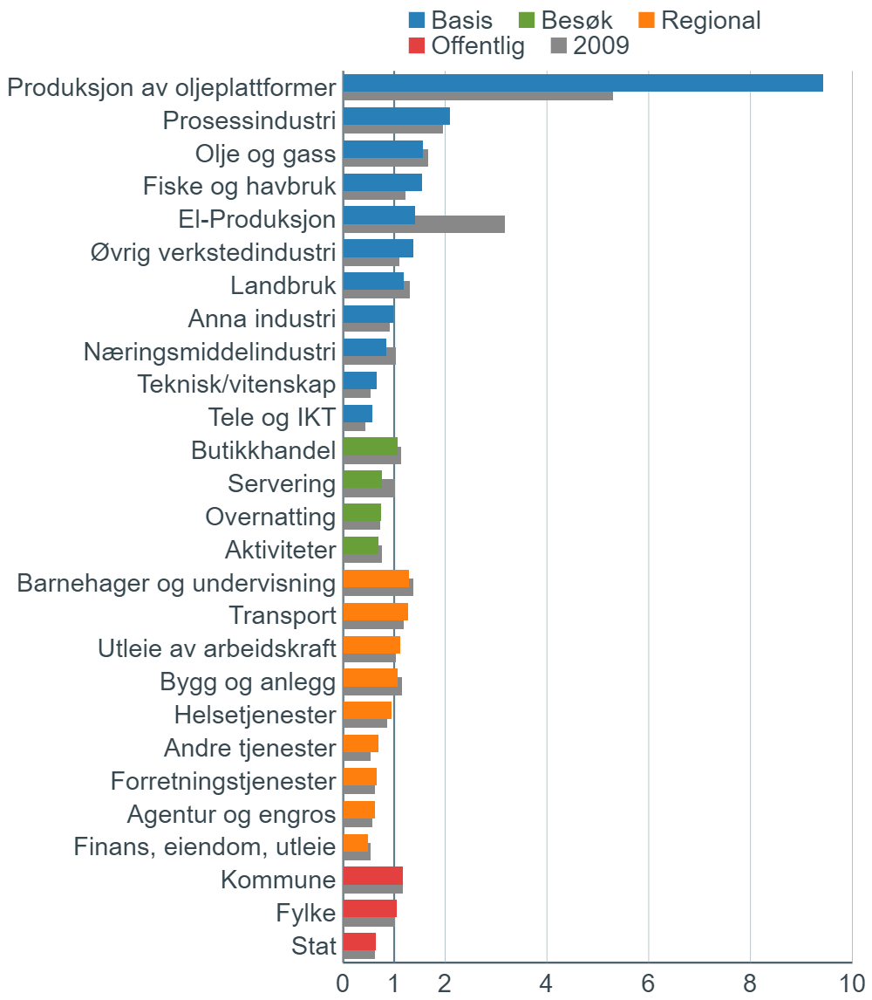 Basis Besøk Regional
Offentlig 2009
Produksjon av oljeplattformer
Prosessindustri
Olje og gass
Fiske og havbruk
El-Produksjon
Øvrig verkstedindustri
Landbruk
Anna industri
Næringsmiddelindustri
Teknisk/vitenskap
Tele og IKT
Butikkhandel
Servering
Overnatting
Aktiviteter
Barnehager og undervisning
Transport
Utleie av arbeidskraft
Bygg og anlegg
Helsetjenester
Andre tjenester
Forretningstjenester
Agentur og engros
Finans, eiendom, utleie
Kommune
Fylke
Stat
0 1 2 4 6 8 10